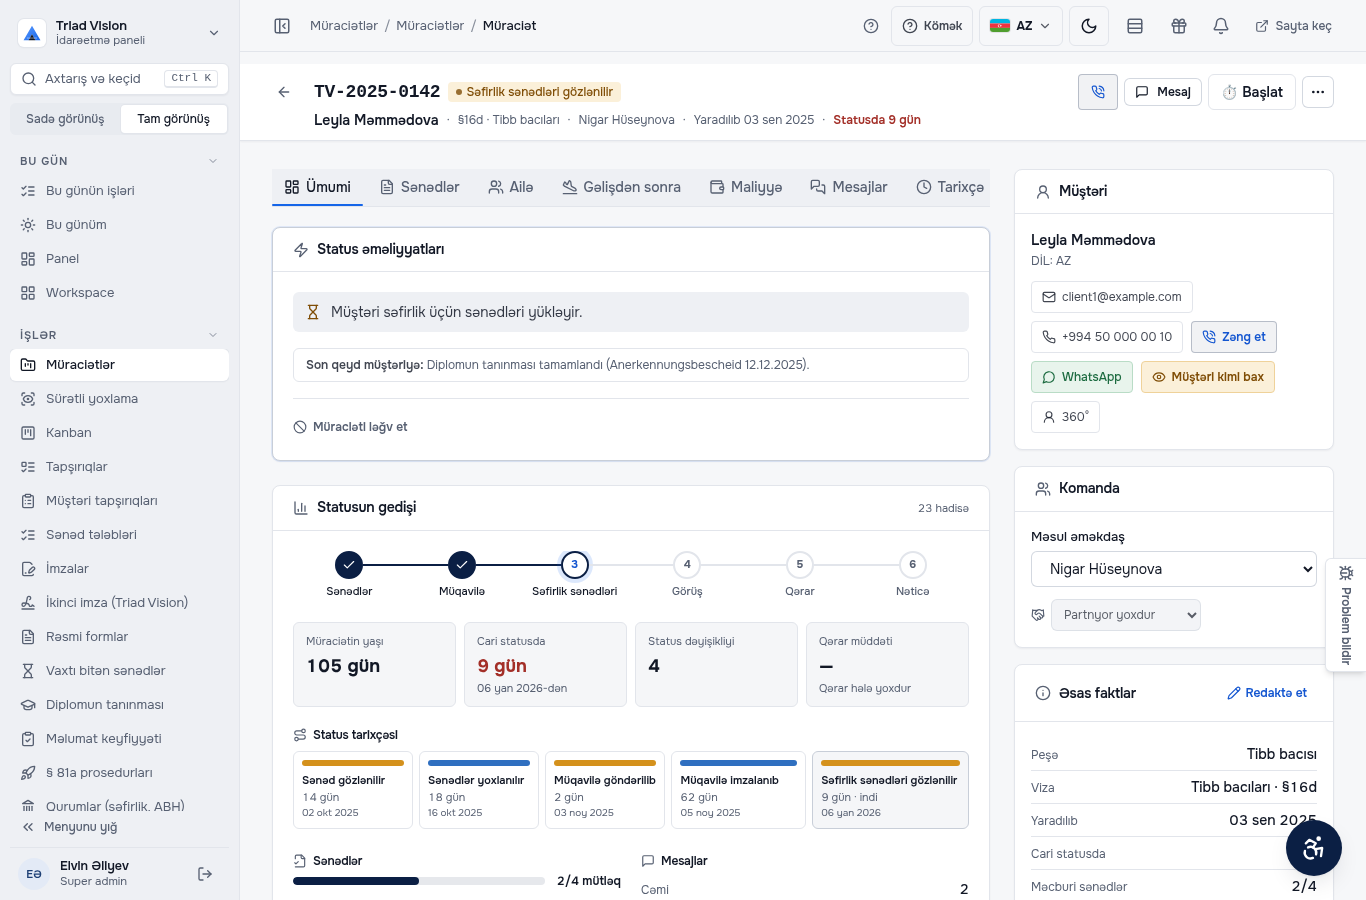 Triad Vision
İdarəetmə paneli
Axtarış və keçid
Ctrl K
Sadə görünüş
Tam görünüş
BU GÜN
Bu günün işləri
Bu günüm
Panel
Workspace
İŞLƏR
Müraciətlər
Sürətli yoxlama
Kanban
Tapşırıqlar
Müştəri tapşırıqları
Sənəd tələbləri
İmzalar
İkinci imza (Triad Vision)
Rəsmi formlar
Vaxtı bitən sənədlər
Diplomun tanınması
Məlumat keyfiyyəti
§ 81a prosedurları
Qurumlar (səfirlik, ABH)
Menyunu yığ
EƏ
Elvin Əliyev
Super admin
Müraciətlər / Müraciətlər / Müraciət
Kömək
AZ
Sayta keç
TV-2025-0142
Səfirlik sənədləri gözlənilir
Leyla Məmmədova · §16d · Tibb bacıları · Nigar Hüseynova · Yaradılıb 03 sen 2025 · Statusda 9 gün
Mesaj
Başlat
Ümumi
Sənədlər
Ailə
Gəlişdən sonra
Maliyyə
Mesajlar
Tarixçə
Status əməliyyatları
Müştəri səfirlik üçün sənədləri yükləyir.
Son qeyd müştəriyə: Diplomun tanınması tamamlandı (Anerkennungsbescheid 12.12.2025).
Müraciəti ləğv et
Statusun gedişi
23 hadisə
3
4
5
6
Sənədlər
Müqavilə
Səfirlik sənədləri
Görüş
Qərar
Nəticə
Müraciətin yaşı
105 gün
Cari statusda
9 gün
06 yan 2026-dən
Status dəyişikliyi
4
Qərar müddəti
—
Qərar hələ yoxdur
Status tarixçəsi
Sənəd gözlənilir
14 gün
02 okt 2025
Sənədlər yoxlanılır
18 gün
16 okt 2025
Müqavilə göndərilib
2 gün
03 noy 2025
Müqavilə imzalanıb
62 gün
05 noy 2025
Səfirlik sənədləri gözlənilir
9 gün · indi
06 yan 2026
Sənədlər
2/4 mütləq
Mesajlar
Cəmi
2
Müştəri
Leyla Məmmədova
DİL: AZ
client1@example.com
+994 50 000 00 10
Zəng et
WhatsApp
Müştəri kimi bax
360°
Komanda
Məsul əməkdaş
Nigar Hüseynova
Partnyor yoxdur
Problem bildir
Əsas faktlar
Redaktə et
Peşə
Tibb bacısı
Viza
Tibb bacıları · §16d
Yaradılıb
03 sen 2025
Cari statusda
Məcburi sənədlər
2/4